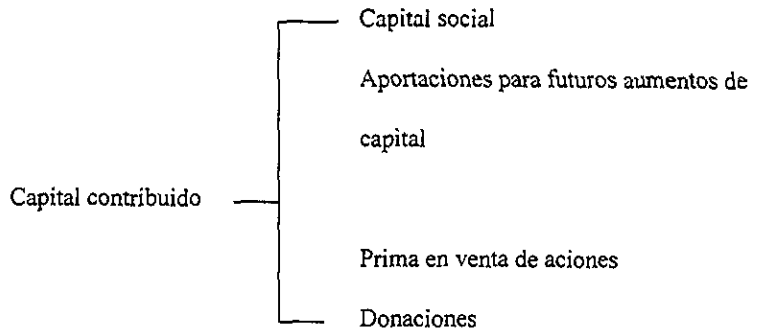 Capital social
Aportaciones para futuros aumentos de
capital
Capital contribuido
Prima en venta de aciones
Donaciones